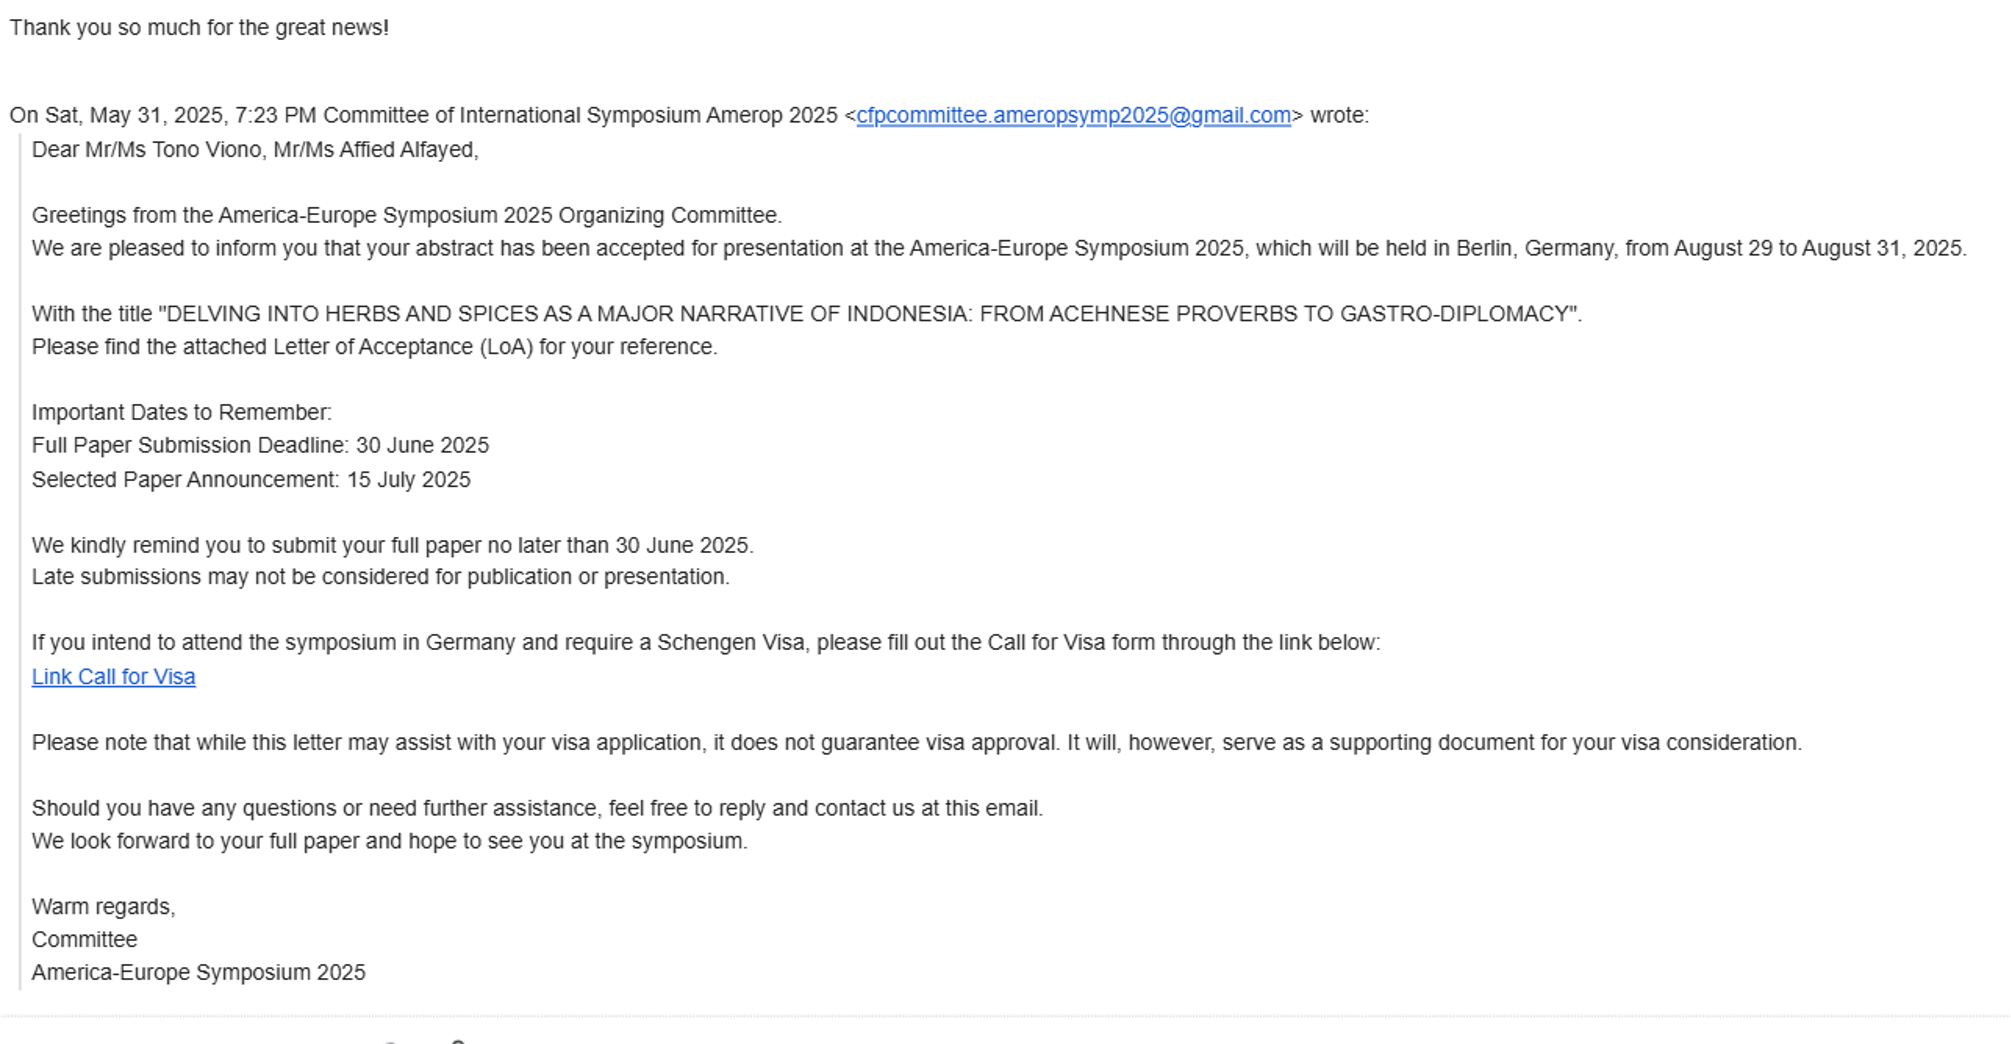 Thank you so much for the great news!
On Sat, May 31, 2025, 7:23 PM Committee of International Symposium Amerop 2025 <cfpcommittee.ameropsymp2025@gmail.com> wrote:
Dear Mr/Ms Tono Viono, Mr/Ms Affied Alfayed,
Greetings from the America-Europe Symposium 2025 Organizing Committee.
We are pleased to inform you that your abstract has been accepted for presentation at the America-Europe Symposium 2025, which will be held in Berlin, Germany, from August 29 to August 31, 2025.
With the title "DELVING INTO HERBS AND SPICES AS A MAJOR NARRATIVE OF INDONESIA: FROM ACEHNESE PROVERBS TO GASTRO-DIPLOMACY".
Please find the attached Letter of Acceptance (LoA) for your reference.
Important Dates to Remember:
Full Paper Submission Deadline: 30 June 2025
Selected Paper Announcement: 15 July 2025
We kindly remind you to submit your full paper no later than 30 June 2025.
Late submissions may not be considered for publication or presentation.
If you intend to attend the symposium in Germany and require a Schengen Visa, please fill out the Call for Visa form through the link below:
Link Call for Visa
Please note that while this letter may assist with your visa application, it does not guarantee visa approval. It will, however, serve as a supporting document for your visa consideration.
Should you have any questions or need further assistance, feel free to reply and contact us at this email.
We look forward to your full paper and hope to see you at the symposium.
Warm regards,
Committee
America-Europe Symposium 2025